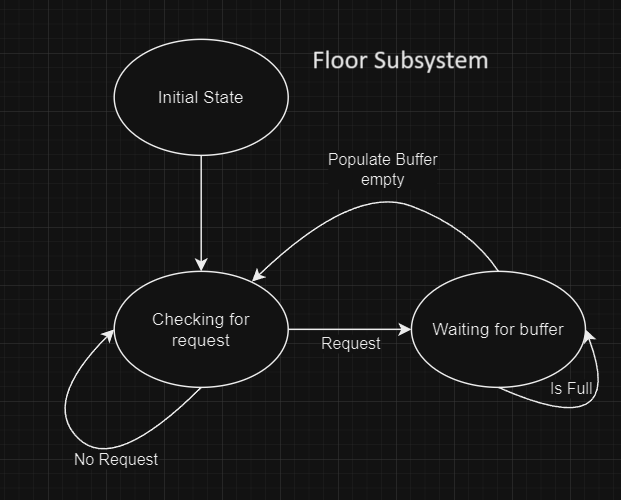 Floor Subsystem
Initial State
Populate Buffer
empty
Checking for
request
Request
Waiting for buffer
Is Full
No Request